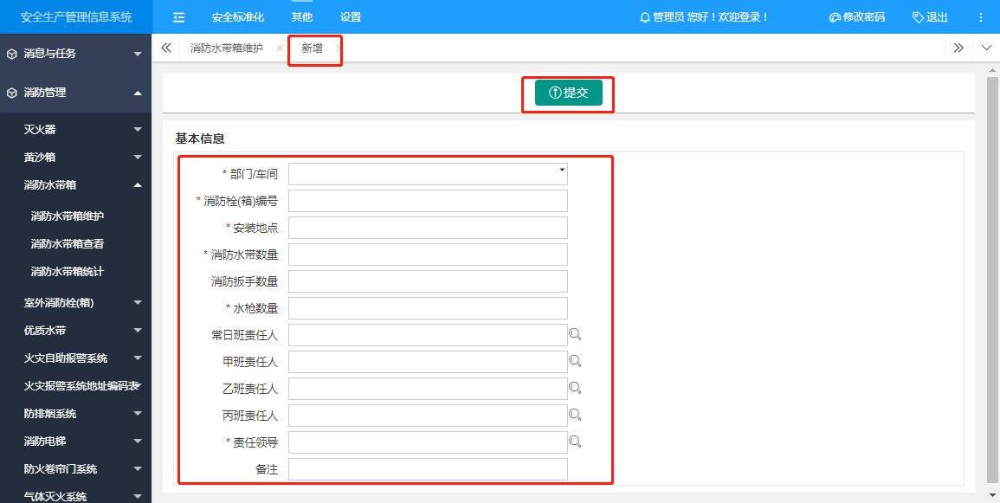 安全生产管理信息系统
安全标准化 其他 设置
管理员 您好！欢迎登录！ 修改密码 退出
消防水带箱维护 新增
消息与任务
消防管理
灭火器
黄沙箱
消防水带箱
消防水带箱维护
消防水带箱查看
消防水带箱统计
室外消防栓(箱)
优质水带
火灾自助报警系统
火灾报警系统地址编码表
防排烟系统
消防电梯
防火卷帘门系统
气体灭火系统
提交
基本信息
* 部门/车间
* 消防栓(箱)编号
* 安装地点
* 消防水带数量
消防扳手数量
* 水枪数量
常日班责任人
甲班责任人
乙班责任人
丙班责任人
* 责任领导
备注